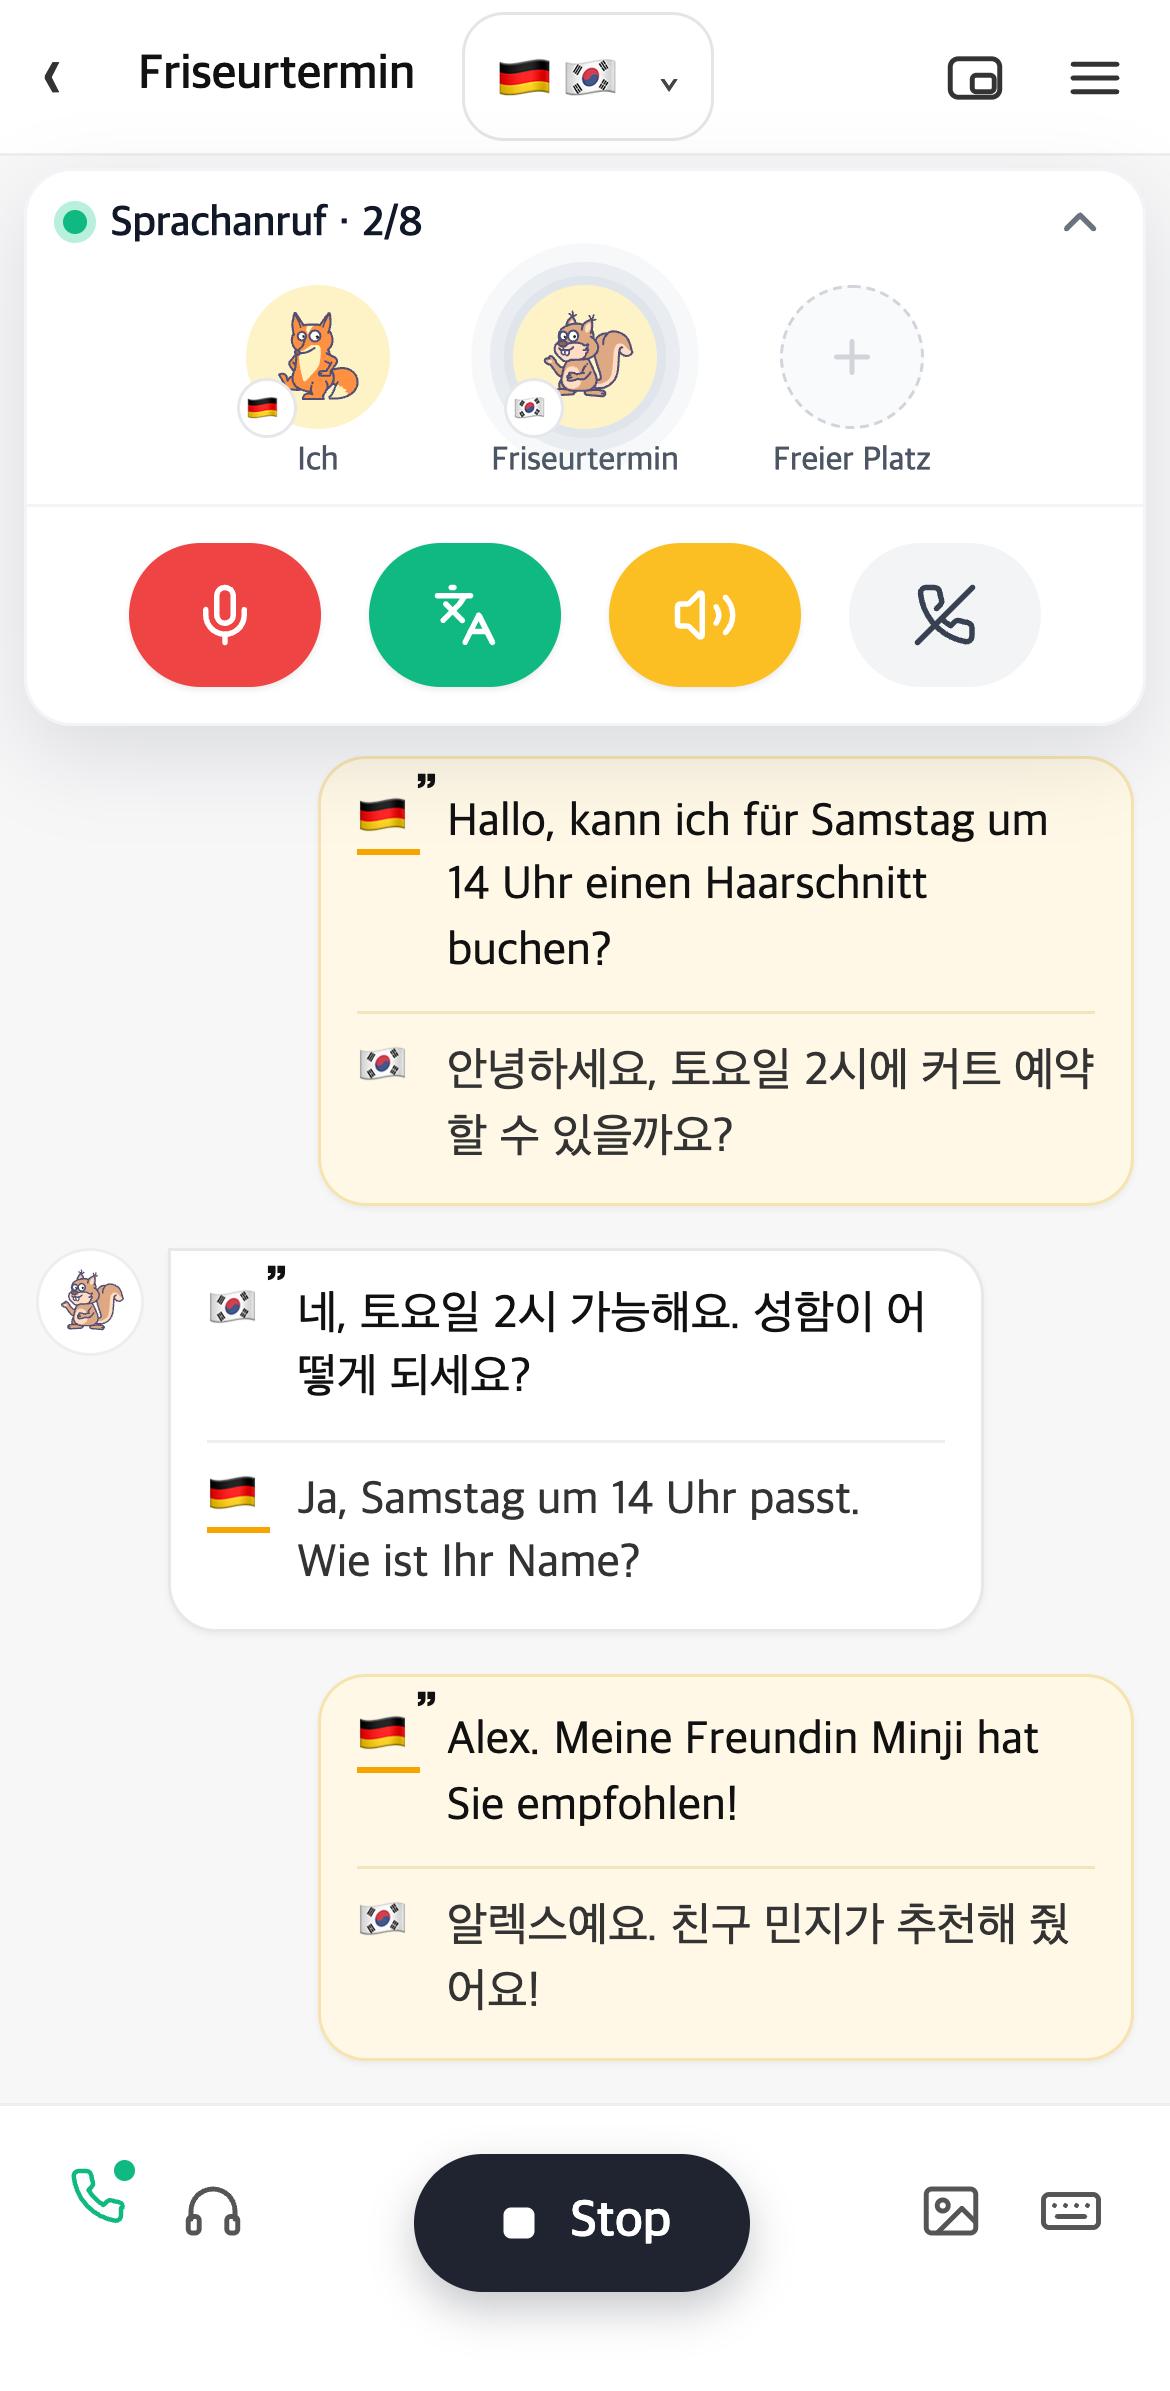 Friseurtermin
Sprachanruf · 2/8
Ich
Friseurtermin
Freier Platz
Hallo, kann ich für Samstag um
14 Uhr einen Haarschnitt
buchen?
안녕하세요, 토요일 2시에 커트 예약
할 수 있을까요?
네, 토요일 2시 가능해요. 성함이 어
떻게 되세요?
Ja, Samstag um 14 Uhr passt.
Wie ist Ihr Name?
Alex. Meine Freundin Minji hat
Sie empfohlen!
알렉스예요. 친구 민지가 추천해 줬
어요!
Stop